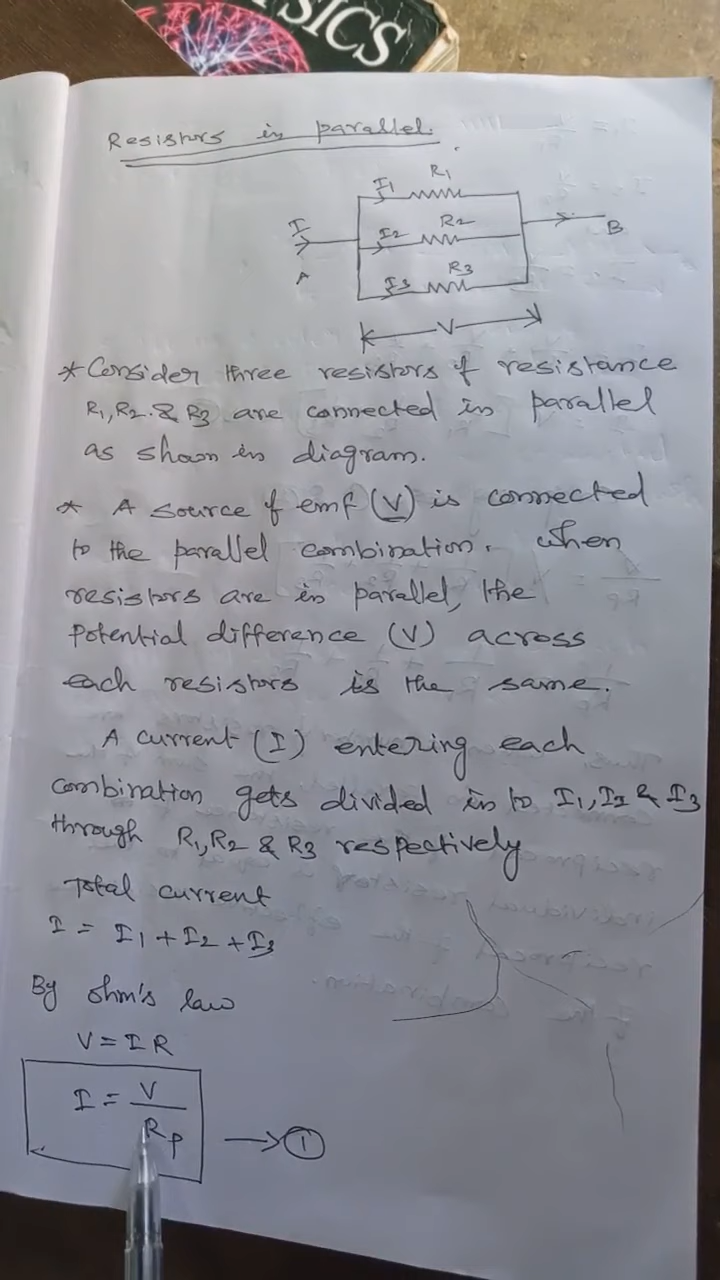 SICS
Resistors in parallel.
I1 R1
I I2 R2 B
A I3 R3
V
* Consider three resistors of resistance
R1, R2 & R3 are connected in parallel
as shown in diagram.
* A source of emf (V) is connected
to the parallel combination. When
resistors are in parallel, the
potential difference (V) across
each resistors is the same.
A current (I) entering each
combination gets divided in to I1, I2 & I3
through R1, R2 & R3 respectively
Total current
I = I1 + I2 + I3
By ohm's law
V = I R
I = V / Rp → ①